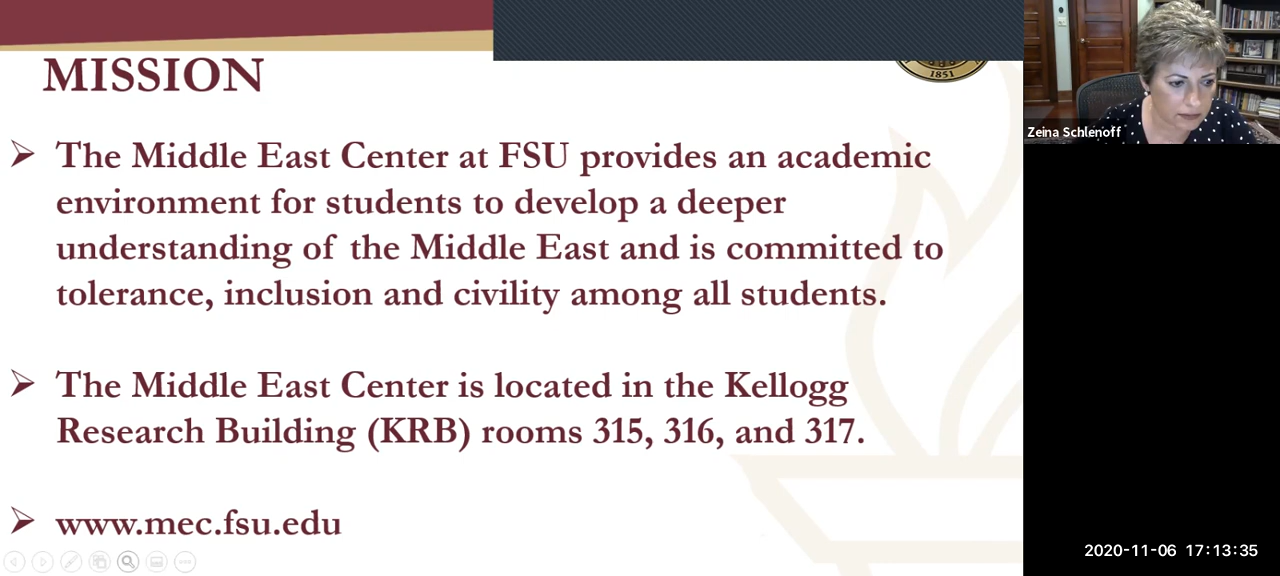 1851
MISSION
The Middle East Center at FSU provides an academic
environment for students to develop a deeper
understanding of the Middle East and is committed to
tolerance, inclusion and civility among all students.
The Middle East Center is located in the Kellogg
Research Building (KRB) rooms 315, 316, and 317.
www.mec.fsu.edu
Zeina Schlenoff
2020-11-06 17:13:35